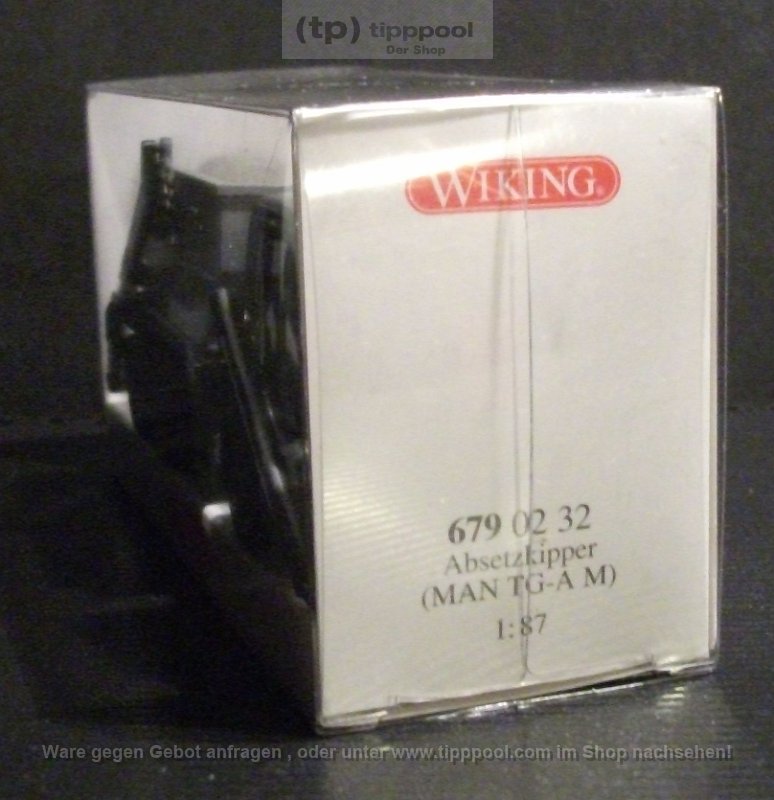 (tp) tipppool
Der Shop
WIKING®
679 02 32
Absetzkipper
(MAN TG-A M)
1:87
Ware gegen Gebot anfragen , oder unter www.tipppool.com im Shop nachsehen!